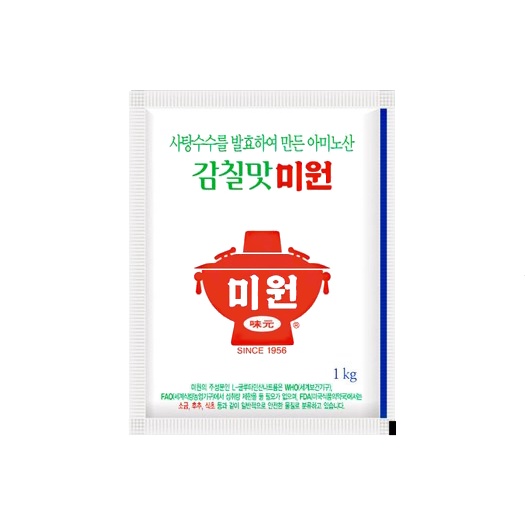 사탕수수를 발효하여 만든 아미노산
감칠맛 미원
미원
味元 ®
SINCE 1956
1 kg
미원의 주성분인 L-글루타민산나트륨은 WHO(세계보건기구),
FAO(세계식량농업기구)에서 섭취량 제한을 둘 필요가 없으며, FDA(미국식품의약국)에서는
소금, 후추, 식초 등과 같이 일반적으로 안전한 물질로 분류하고 있습니다.